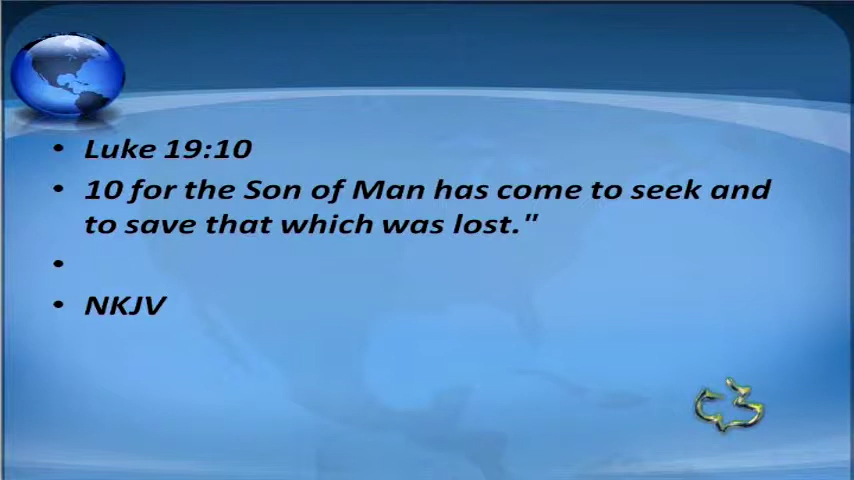 • Luke 19:10
• 10 for the Son of Man has come to seek and
to save that which was lost."
•
• NKJV